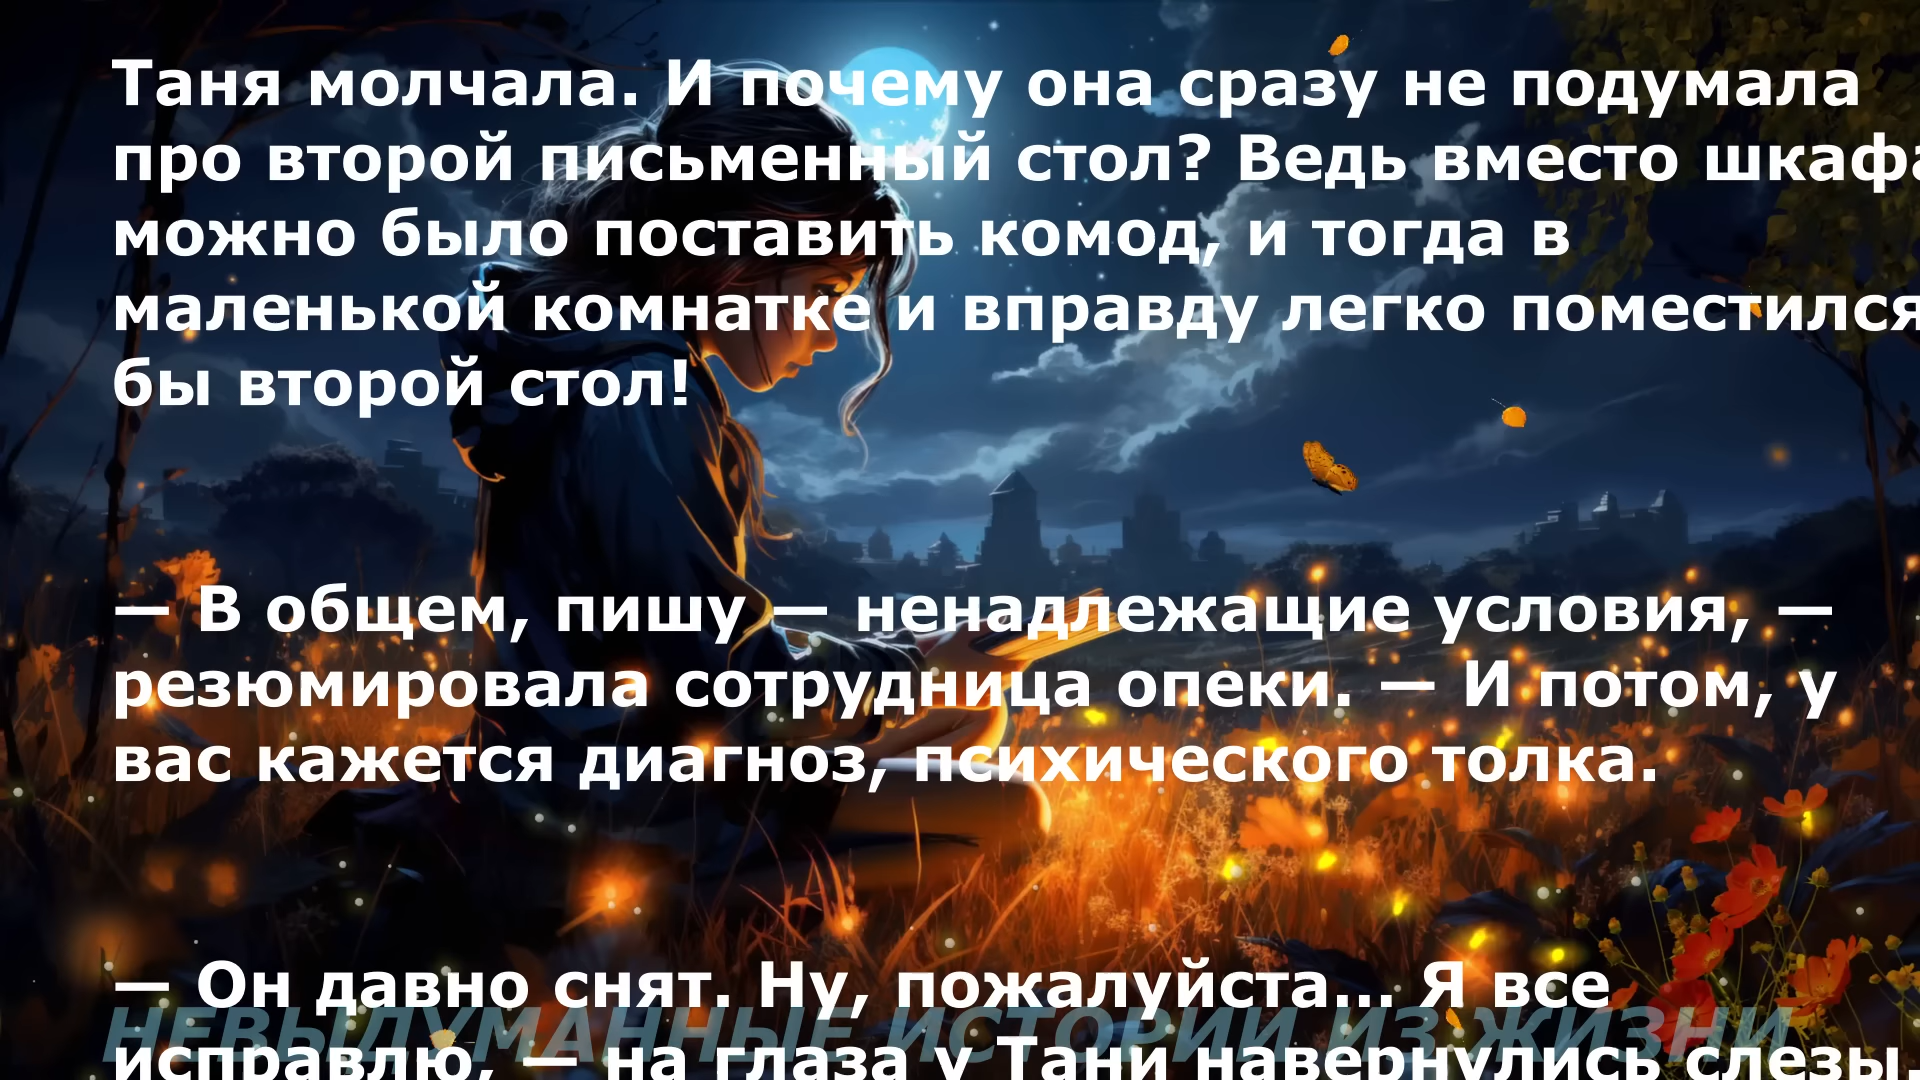 Таня молчала. И почему она сразу не подумала
про второй письменный стол? Ведь вместо шкафа
можно было поставить комод, и тогда в
маленькой комнатке и вправду легко поместился
бы второй стол!
— В общем, пишу — ненадлежащие условия, —
резюмировала сотрудница опеки. — И потом, у
вас кажется диагноз, психического толка.
— Он давно снят. Ну, пожалуйста... Я все
НЕВЫДУМАННЫЕ ИСТОРИИ ИЗ ЖИЗНИ
исправлю, — на глаза у Тани навернулись слезы.